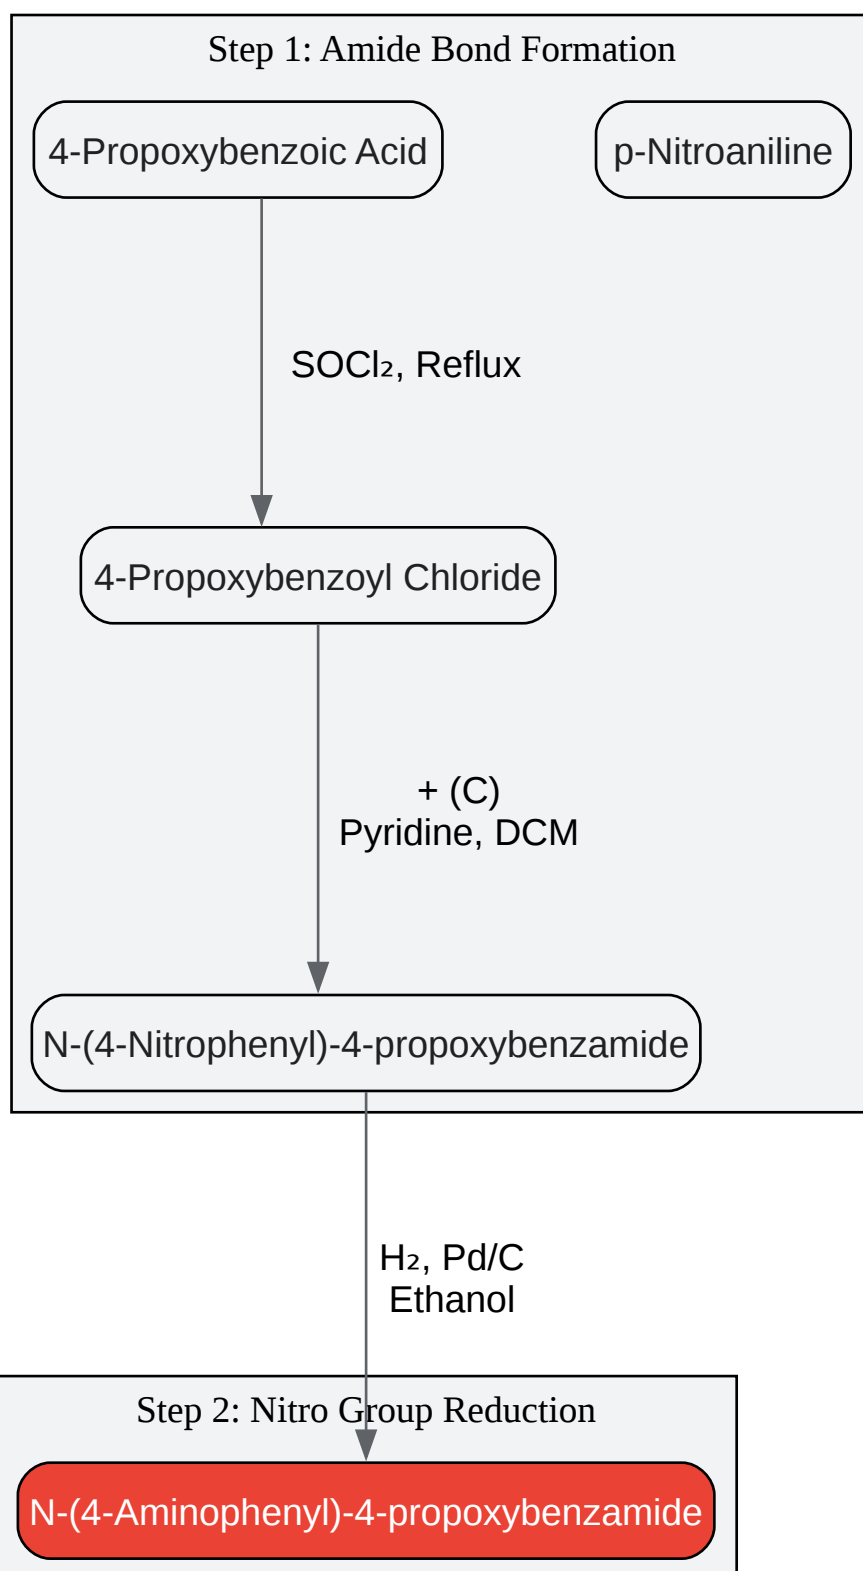 Step 1: Amide Bond Formation
4-Propoxybenzoic Acid
p-Nitroaniline
SOCl₂, Reflux
4-Propoxybenzoyl Chloride
+ (C)
Pyridine, DCM
N-(4-Nitrophenyl)-4-propoxybenzamide
H₂, Pd/C
Ethanol
Step 2: Nitro Group Reduction
N-(4-Aminophenyl)-4-propoxybenzamide